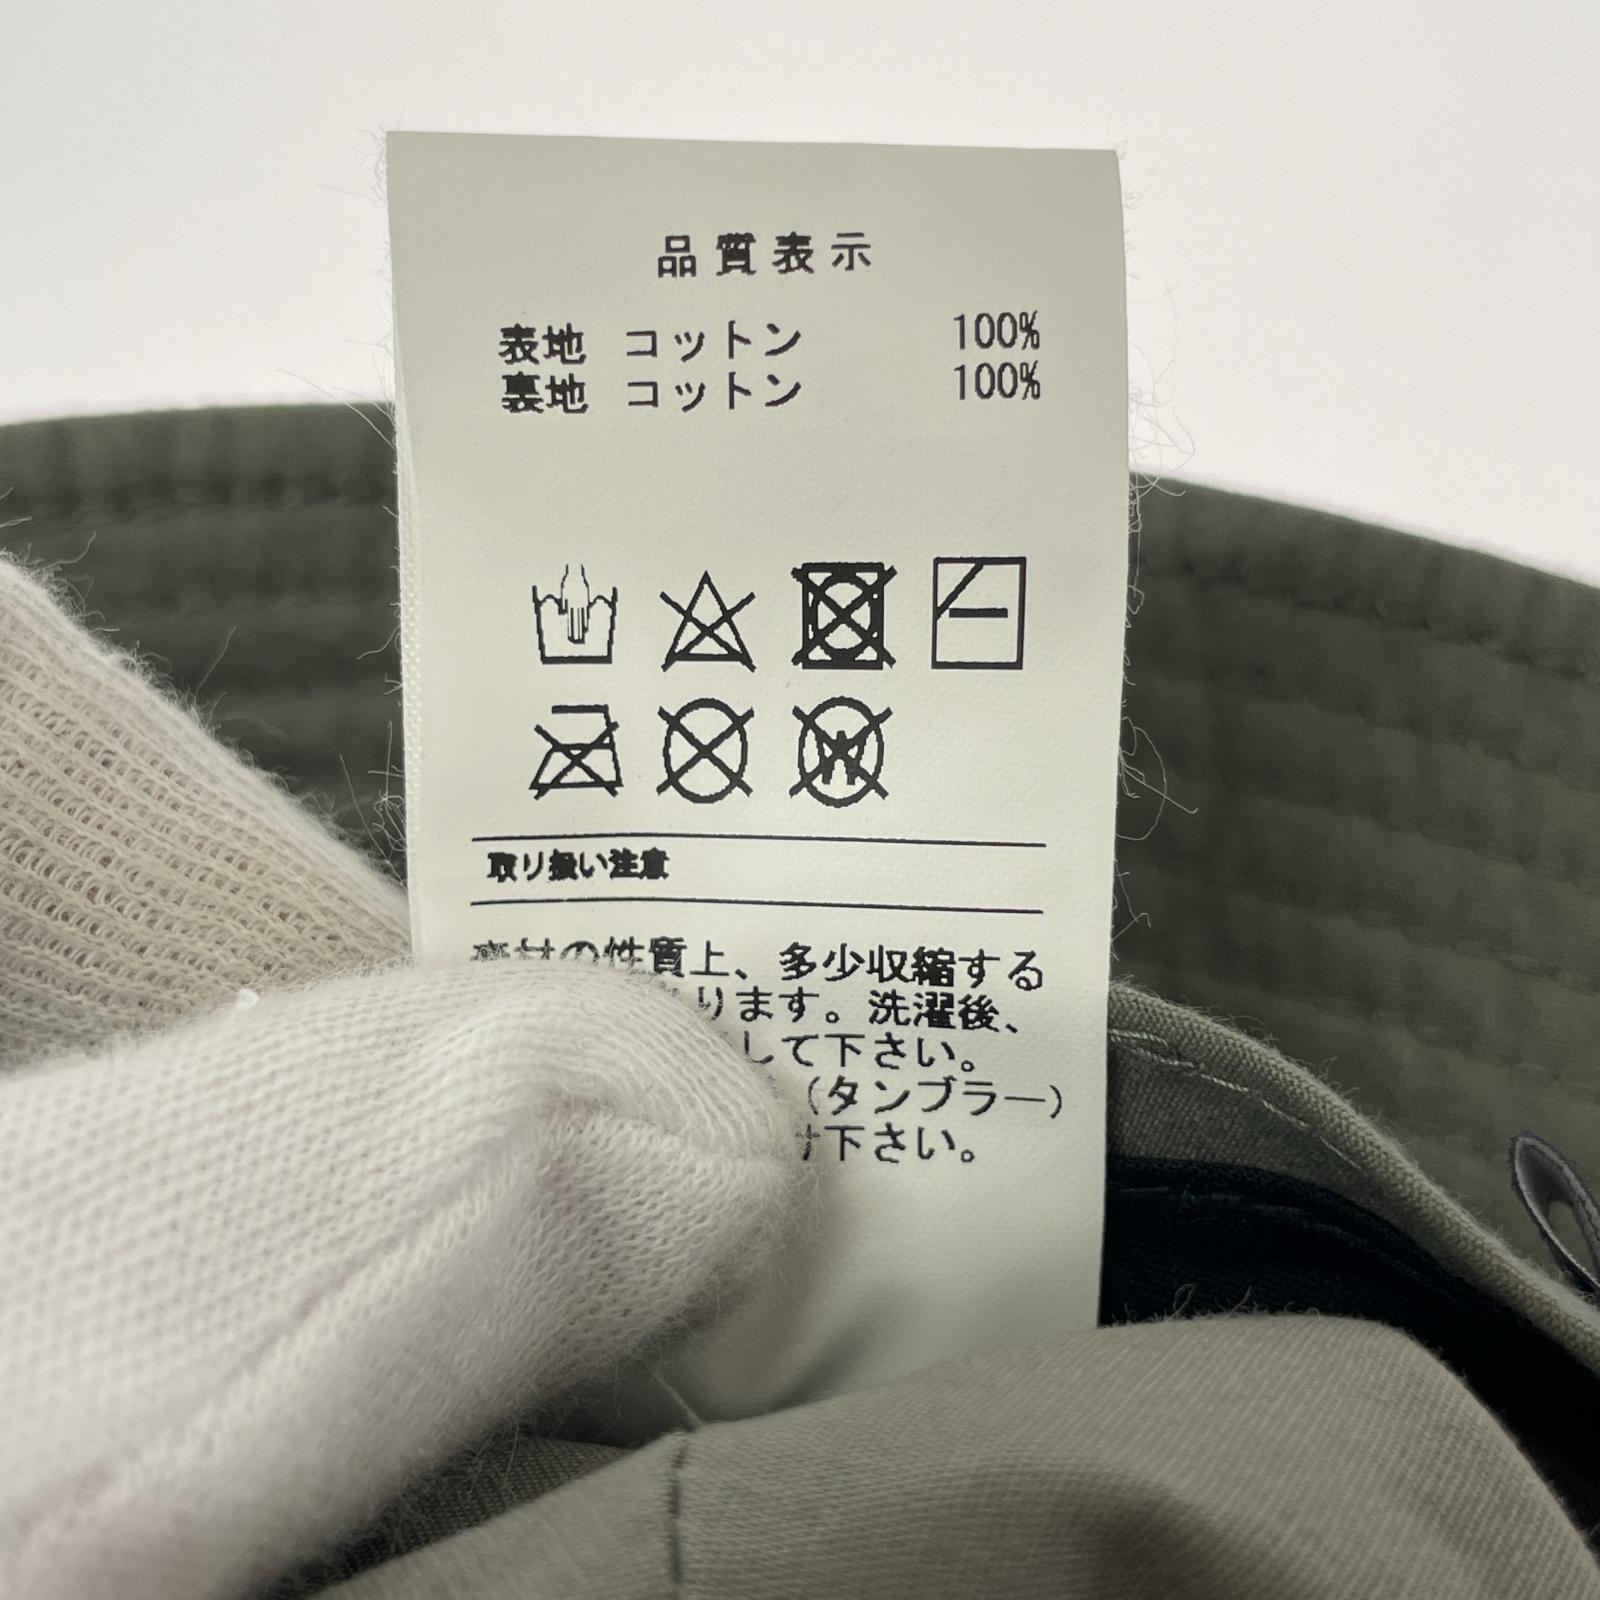 品質表示
表地 コットン 100%
裏地 コットン 100%
W
取り扱い注意
素材の性質上、多少収縮する
ります。洗濯後、
して下さい。
(タンブラー)
下さい。